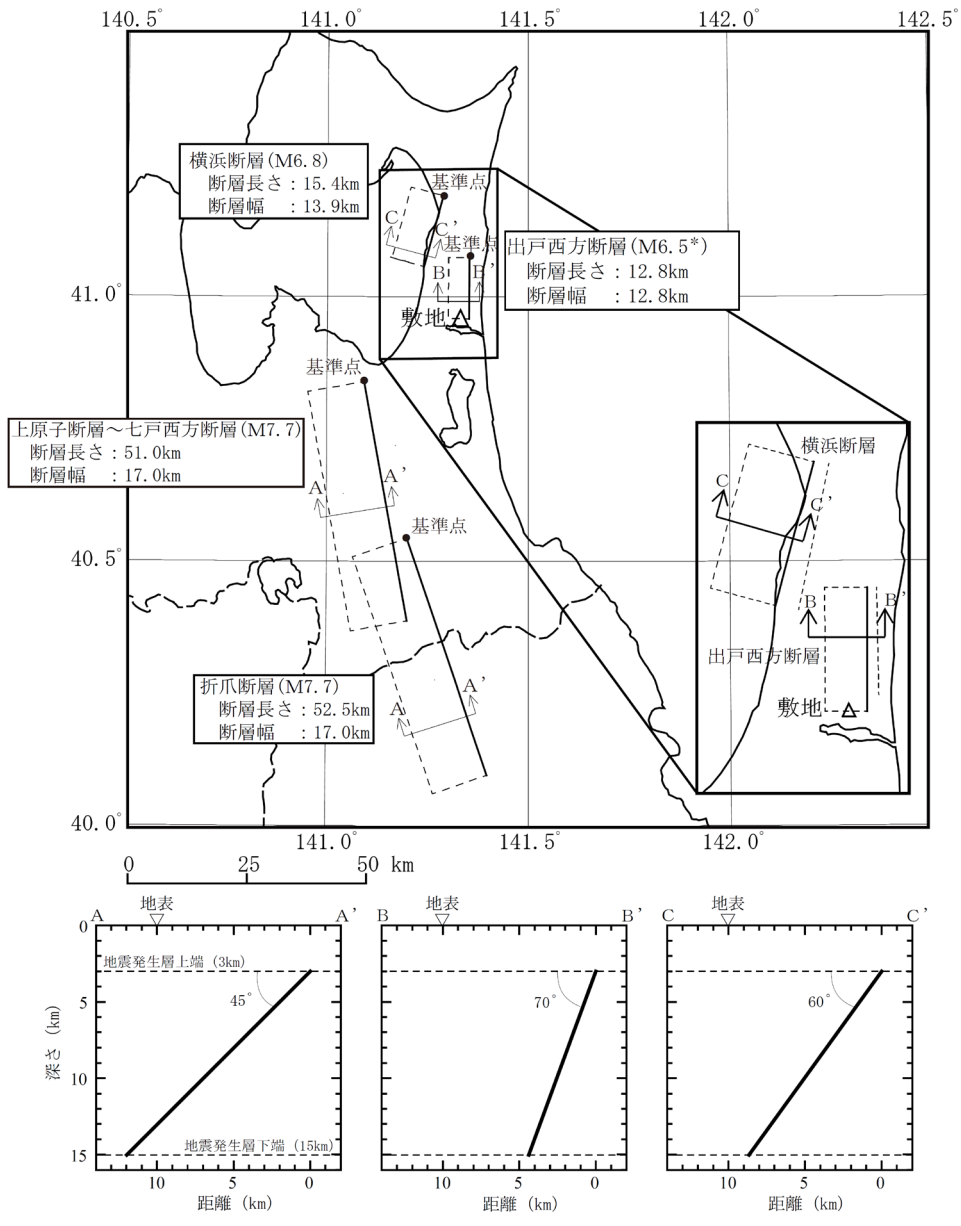 140.5°
141.0°
141.5°
142.0°
142.5°
横浜断層(M6.8)
断層長さ：15.4km
断層幅　：13.9km
基準点
C
C'
基準点
B
B'
出戸西方断層(M6.5*)
断層長さ：12.8km
断層幅　：12.8km
41.0°
敷地
基準点
上原子断層～七戸西方断層(M7.7)
断層長さ：51.0km
断層幅　：17.0km
A
A'
基準点
40.5°
横浜断層
C
C'
B
B'
出戸西方断層
敷地
折爪断層(M7.7)
断層長さ：52.5km
断層幅　：17.0km
A
A'
40.0°
141.0°
141.5°
142.0°
0
25
50 km
A
地表
A'
B
地表
B'
C
地表
C'
0
5
10
15
深さ (km)
地震発生層上端 (3km)
45°
70°
60°
地震発生層下端 (15km)
10
5
0
10
5
0
10
5
0
距離 (km)
距離 (km)
距離 (km)